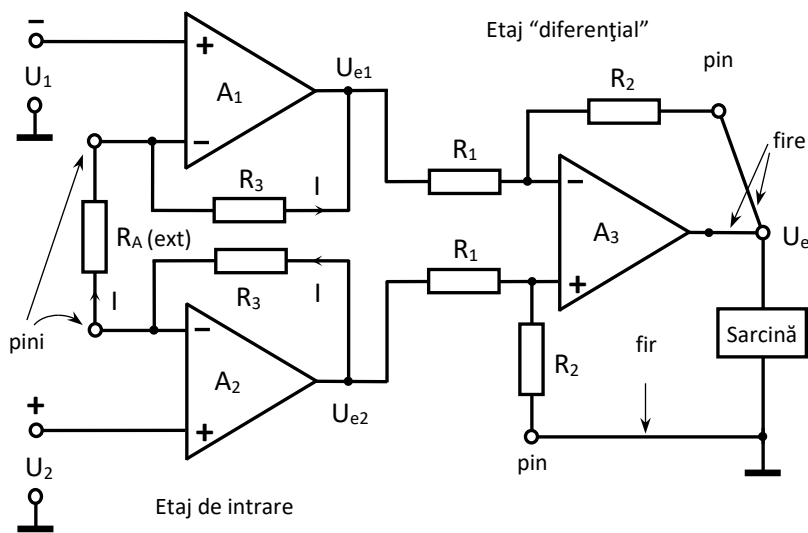 Etaj “diferenţial”
−
+
U₁
A₁
Uₑ₁
pin
R₂
−
R₁
fire
R₃
I
−
R_A (ext)
A₃
Uₑ
R₁
+
I
R₃
I
Sarcină
pini
−
fir
R₂
A₂
+
Uₑ₂
+
pin
U₂
Etaj de intrare